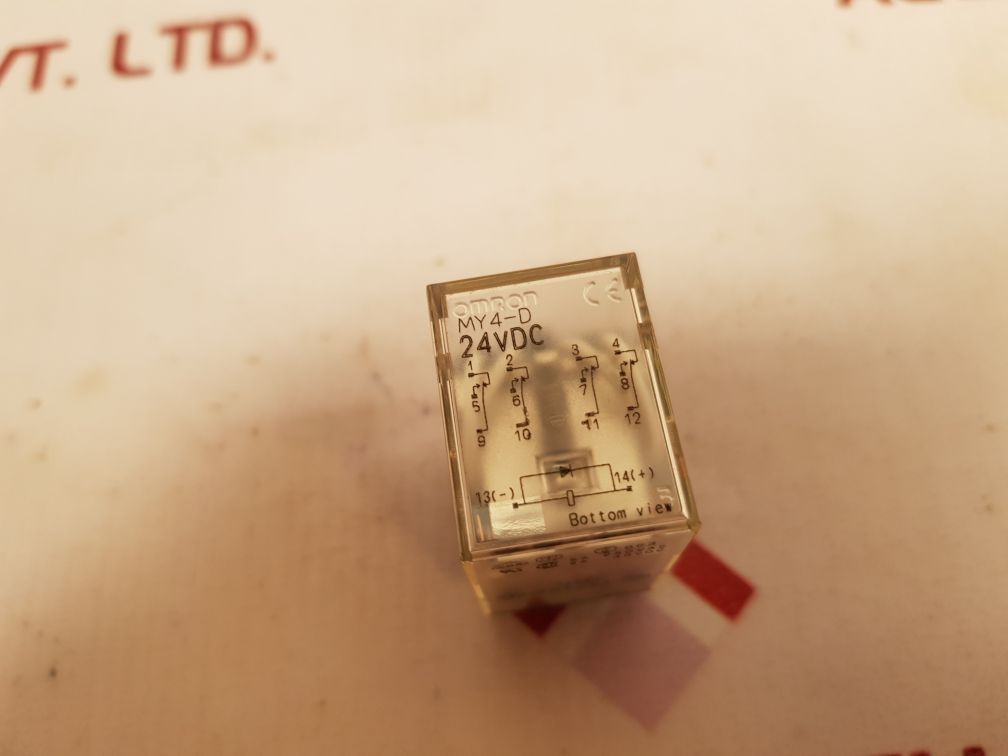 VT. LTD.
OMRON CE
MY4-D
24VDC
1 2 3 4
5 6 7 8
9 10 11 12
13(-) 14(+)
Bottom view